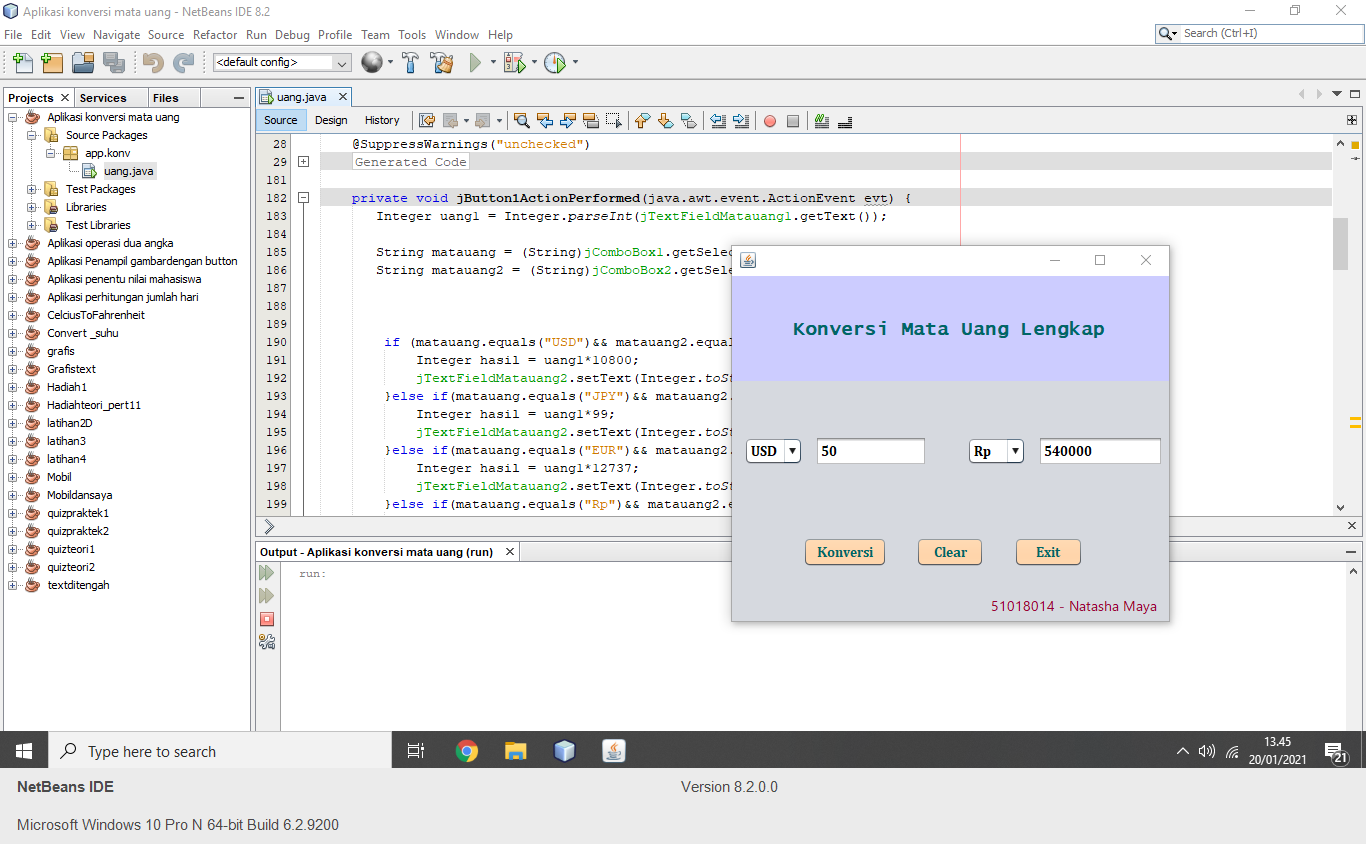 Aplikasi konversi mata uang - NetBeans IDE 8.2
File Edit View Navigate Source Refactor Run Debug Profile Team Tools Window Help
Search (Ctrl+I)
<default config>
Projects Services Files
uang.java
Source Design History
Aplikasi konversi mata uang
Source Packages
app.konv
uang.java
Test Packages
Libraries
Test Libraries
Aplikasi operasi dua angka
Aplikasi Penampil gambardengan button
Aplikasi penentu nilai mahasiswa
Aplikasi perhitungan jumlah hari
CelciusToFahrenheit
Convert _suhu
grafis
Grafistext
Hadiah1
Hadiahteori_pert11
latihan2D
latihan3
latihan4
Mobil
Mobildansaya
quizpraktek1
quizpraktek2
quizteori1
quizteori2
textditengah
28 @SuppressWarnings("unchecked")
29 Generated Code
181
182 private void jButton1ActionPerformed(java.awt.event.ActionEvent evt) {
183 Integer uang1 = Integer.parseInt(jTextFieldMatauang1.getText());
184
185 String matauang = (String)jComboBox1.getSelec
186 String matauang2 = (String)jComboBox2.getSele
187
188
189
190 if (matauang.equals("USD")&& matauang2.equal
191 Integer hasil = uang1*10800;
192 jTextFieldMatauang2.setText(Integer.toSt
193 }else if(matauang.equals("JPY")&& matauang2.
194 Integer hasil = uang1*99;
195 jTextFieldMatauang2.setText(Integer.toSt
196 }else if(matauang.equals("EUR")&& matauang2.
197 Integer hasil = uang1*12737;
198 jTextFieldMatauang2.setText(Integer.toSt
199 }else if(matauang.equals("Rp")&& matauang2.e
Konversi Mata Uang Lengkap
USD 50 Rp 540000
Konversi Clear Exit
51018014 - Natasha Maya
Output - Aplikasi konversi mata uang (run)
run:
Type here to search
13.45
20/01/2021
21
NetBeans IDE Version 8.2.0.0
Microsoft Windows 10 Pro N 64-bit Build 6.2.9200